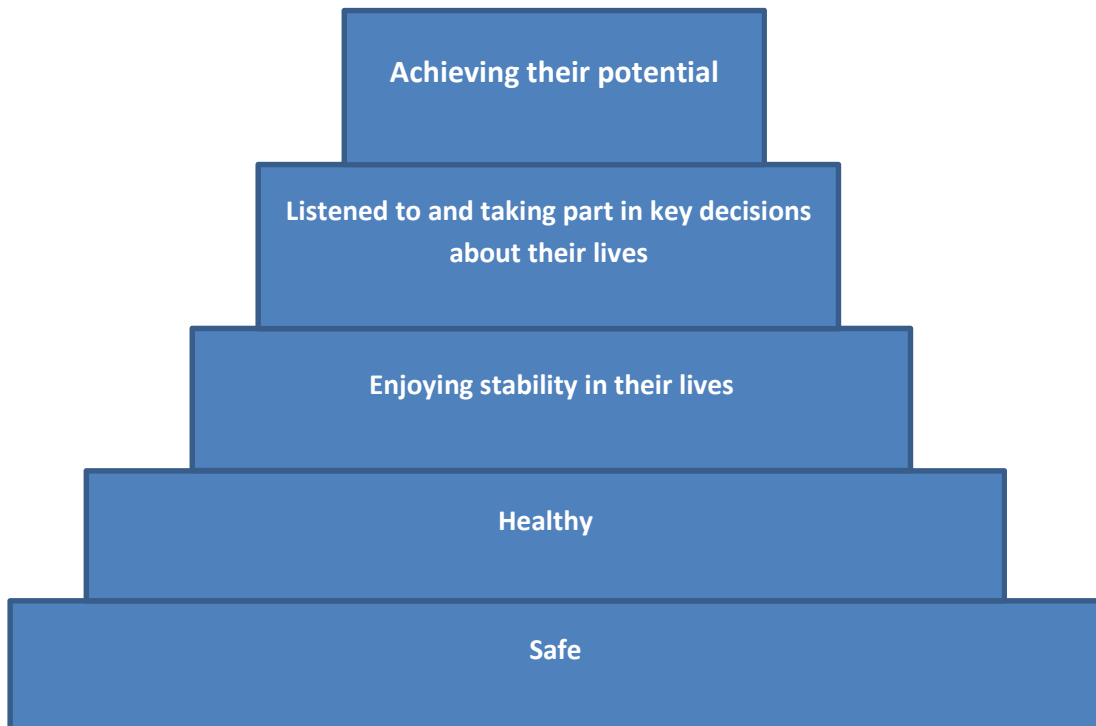 Achieving their potential
Listened to and taking part in key decisions
about their lives
Enjoying stability in their lives
Healthy
Safe